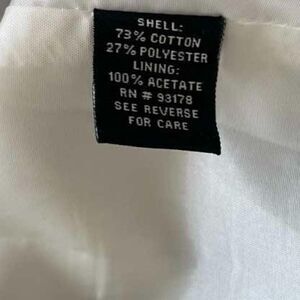 SHELL:
73% COTTON
27% POLYESTER
LINING:
100% ACETATE
RN # 93178
SEE REVERSE
FOR CARE